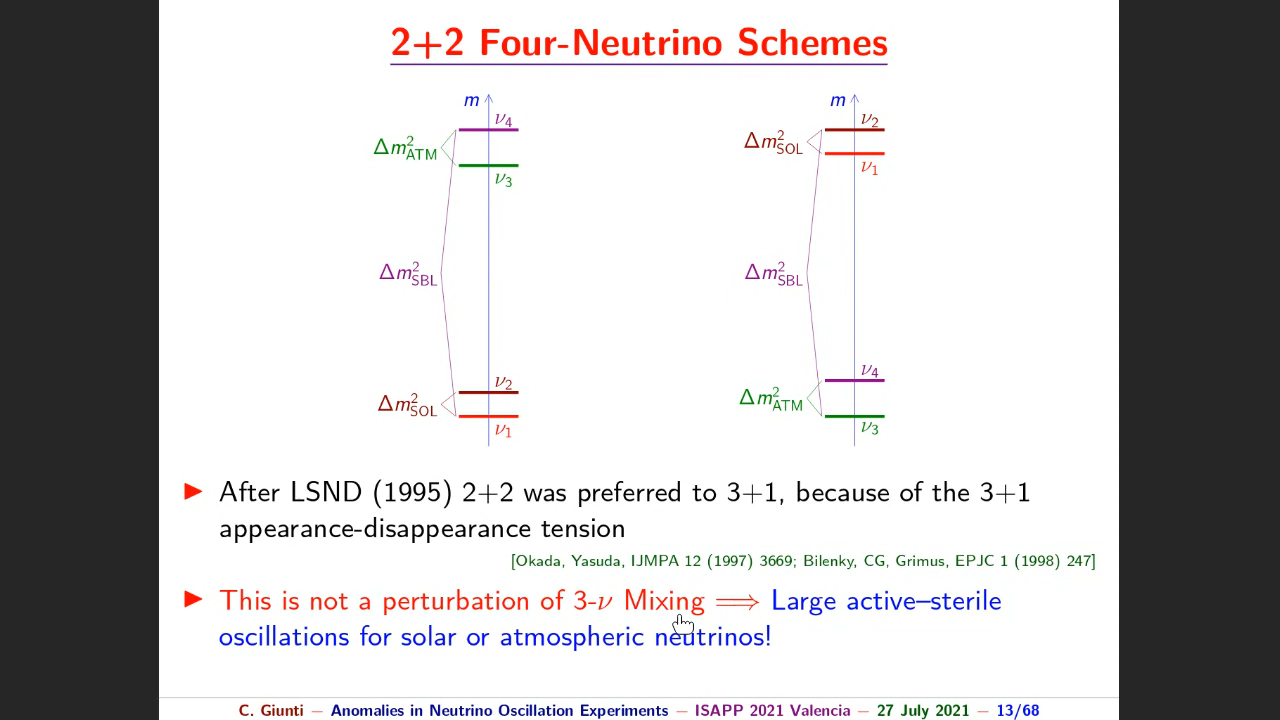 2+2 Four-Neutrino Schemes
m
ν4
Δm²ATM
ν3
Δm²SBL
ν2
Δm²SOL
ν1
m
ν2
Δm²SOL
ν1
Δm²SBL
ν4
Δm²ATM
ν3
▶ After LSND (1995) 2+2 was preferred to 3+1, because of the 3+1
appearance-disappearance tension
[Okada, Yasuda, IJMPA 12 (1997) 3669; Bilenky, CG, Grimus, EPJC 1 (1998) 247]
▶ This is not a perturbation of 3-ν Mixing ⟹ Large active–sterile
oscillations for solar or atmospheric neutrinos!
C. Giunti − Anomalies in Neutrino Oscillation Experiments − ISAPP 2021 Valencia − 27 July 2021 − 13/68